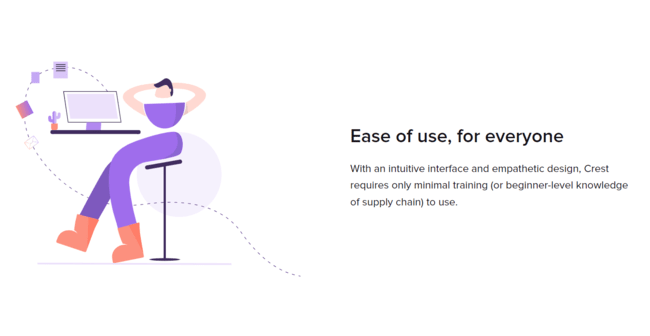 Ease of use, for everyone
With an intuitive interface and empathetic design, Crest
requires only minimal training (or beginner-level knowledge
of supply chain) to use.